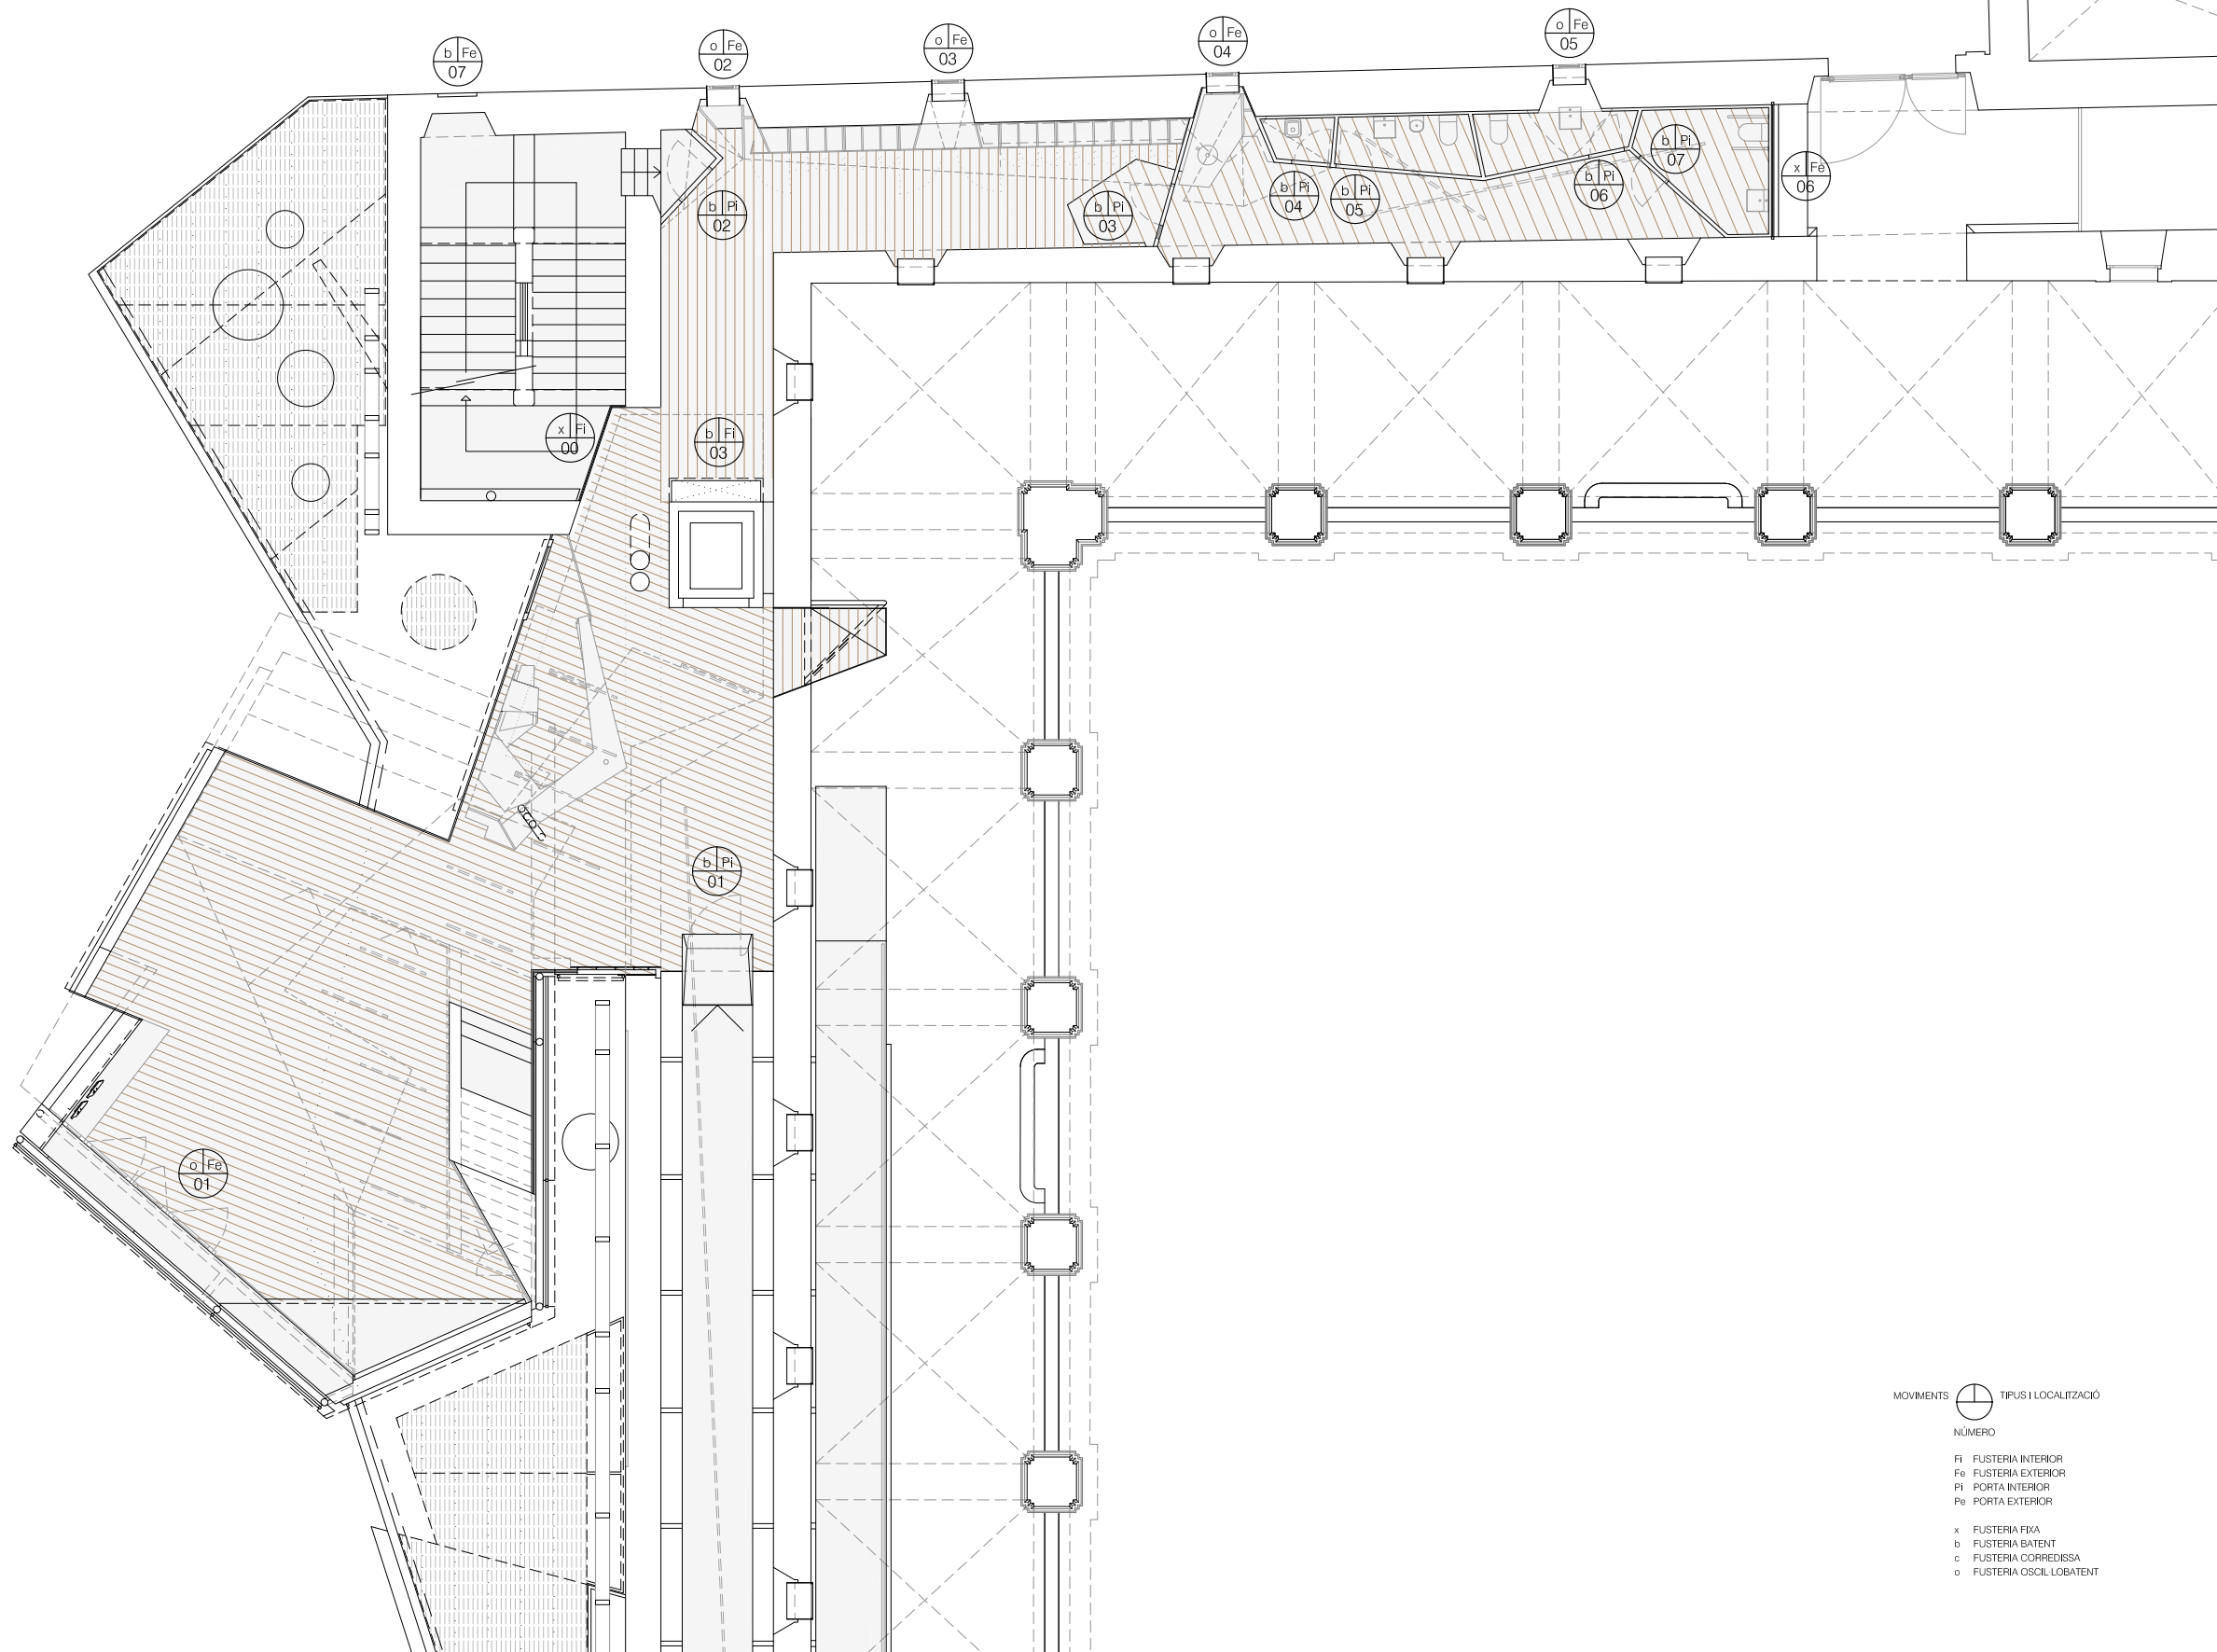 b Fe
07
o Fe
02
o Fe
03
o Fe
04
o Fe
05
b Pi
02
b Pi
03
b Pi
04
b Pi
05
b Pi
06
b Pi
07
x Fe
06
x Fi
00
b Fi
03
b Pi
01
o Fe
01
MOVIMENTS TIPUS I LOCALITZACIÓ
NÚMERO
Fi FUSTERIA INTERIOR
Fe FUSTERIA EXTERIOR
Pi PORTA INTERIOR
Pe PORTA EXTERIOR
x FUSTERIA FIXA
b FUSTERIA BATENT
c FUSTERIA CORREDISSA
o FUSTERIA OSCIL·LOBATENT